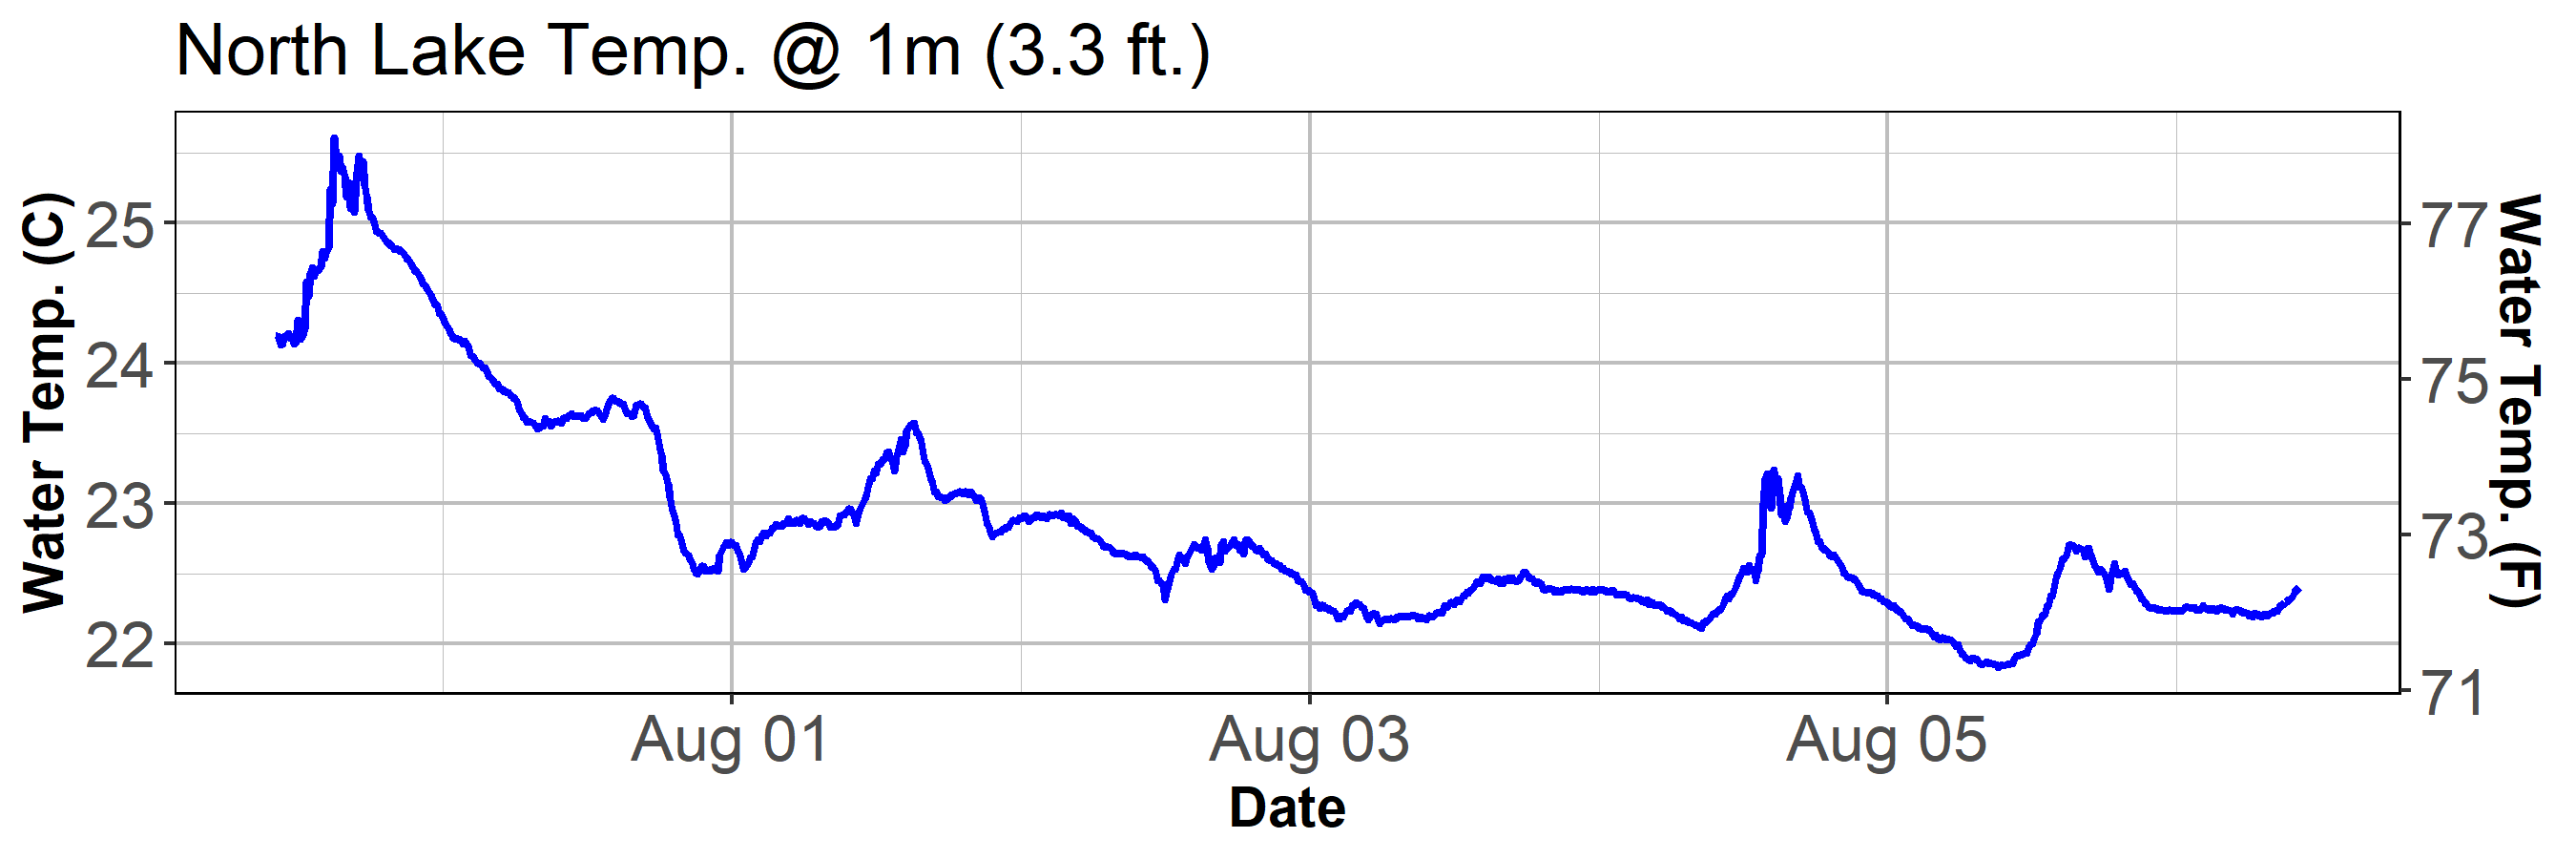 North Lake Temp. @ 1m (3.3 ft.)
Water Temp. (C)
25
24
23
22
77
75
73
71
Water Temp. (F)
Aug 01
Aug 03
Aug 05
Date